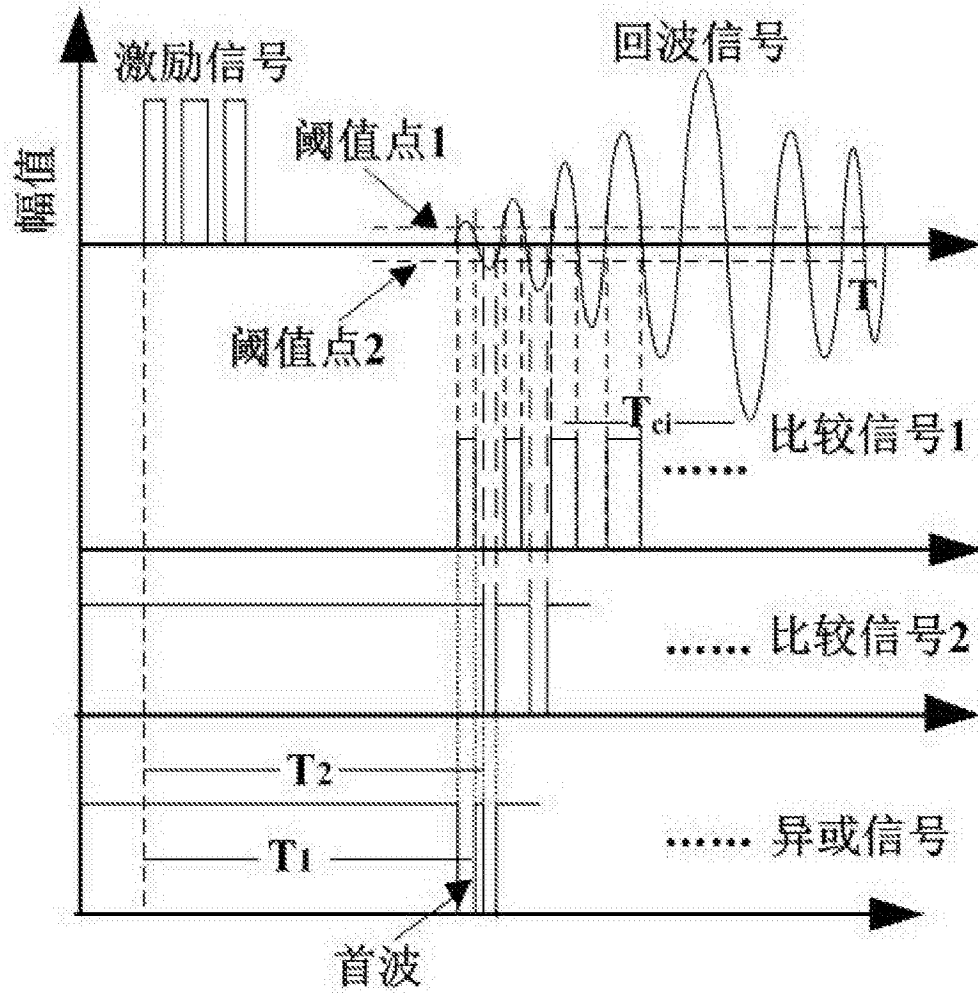 激励信号
回波信号
幅值
阈值点1
阈值点2
T
Tci
...... 比较信号1
...... 比较信号2
T2
T1
...... 异或信号
首波